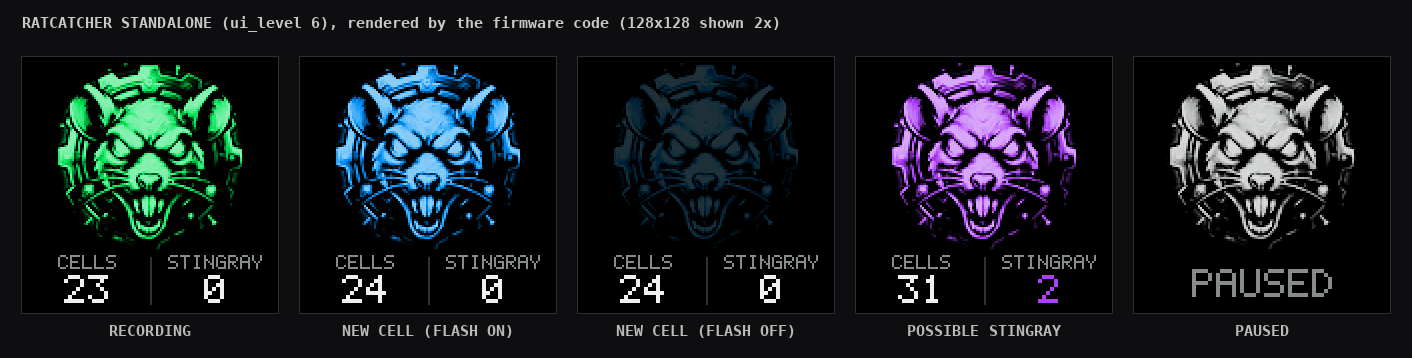 RATCATCHER STANDALONE (ui_level 6), rendered by the firmware code (128x128 shown 2x)
CELLS STINGRAY
23 0
RECORDING
CELLS STINGRAY
24 0
NEW CELL (FLASH ON)
CELLS STINGRAY
24 0
NEW CELL (FLASH OFF)
CELLS STINGRAY
31 2
POSSIBLE STINGRAY
PAUSED
PAUSED